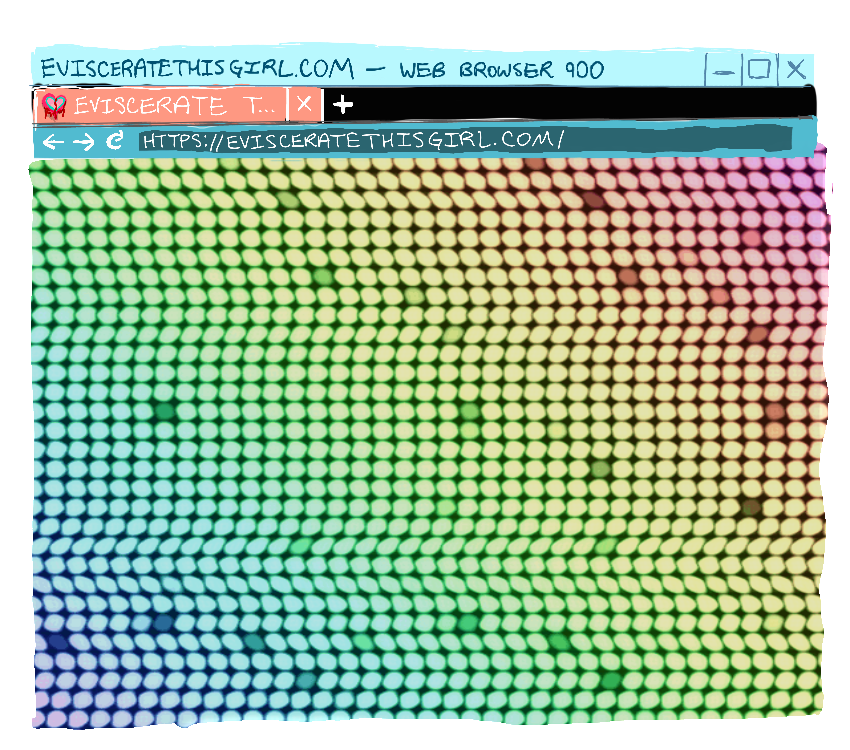 EVISCERATETHISGIRL.COM — WEB BROWSER 900
EVISCERATE T...
HTTPS://EVISCERATETHISGIRL.COM/